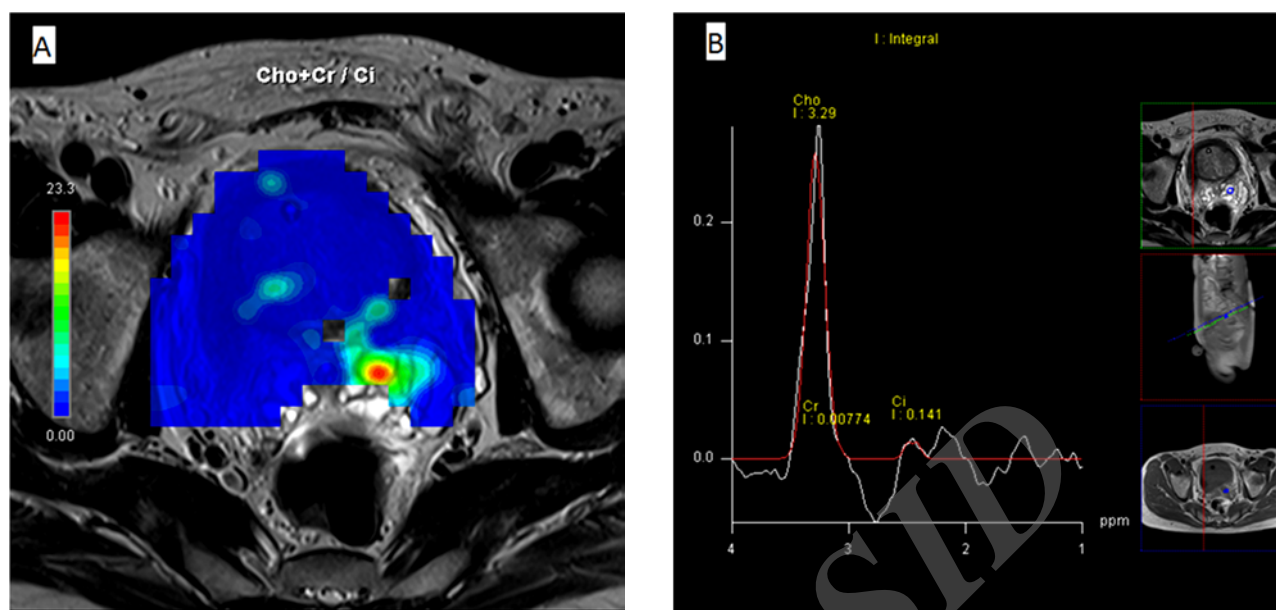 A
Cho+Cr / Ci
23.3
0.00
B
I : Integral
Cho
I : 3.29
0.2
0.1
Cr
I : 0.00774
Ci
I : 0.141
0.0
4 3 2 1 ppm
SID